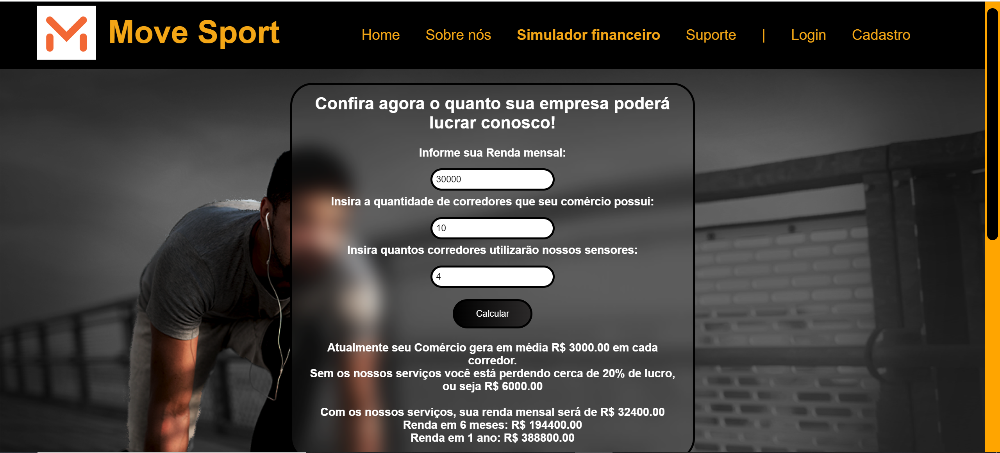 Move Sport
Home Sobre nós Simulador financeiro Suporte | Login Cadastro
Confira agora o quanto sua empresa poderá
lucrar conosco!
Informe sua Renda mensal:
30000
Insira a quantidade de corredores que seu comércio possui:
10
Insira quantos corredores utilizarão nossos sensores:
4
Calcular
Atualmente seu Comércio gera em média R$ 3000.00 em cada
corredor.
Sem os nossos serviços você está perdendo cerca de 20% de lucro,
ou seja R$ 6000.00
Com os nossos serviços, sua renda mensal será de R$ 32400.00
Renda em 6 meses: R$ 194400.00
Renda em 1 ano: R$ 388800.00